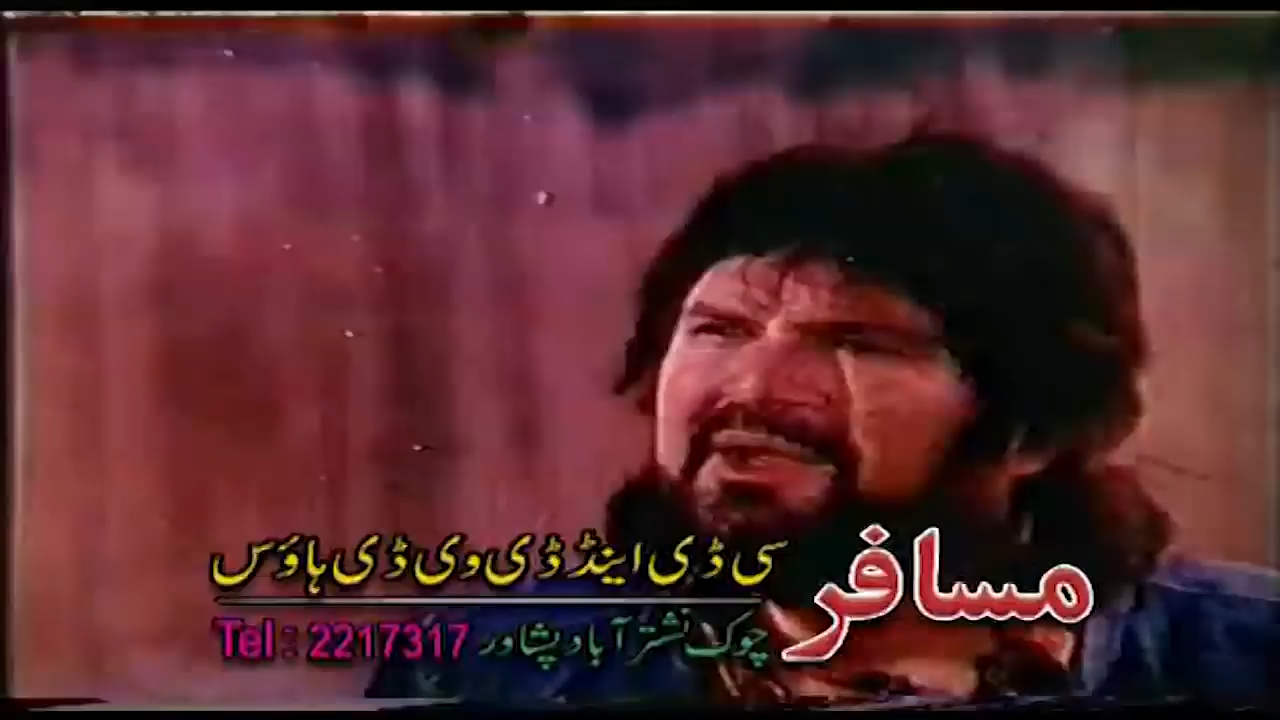 مسافر
سی ڈی اینڈ ڈی وی ڈی ہاؤس
چوک نشتر آباد پشاور Tel : 2217317